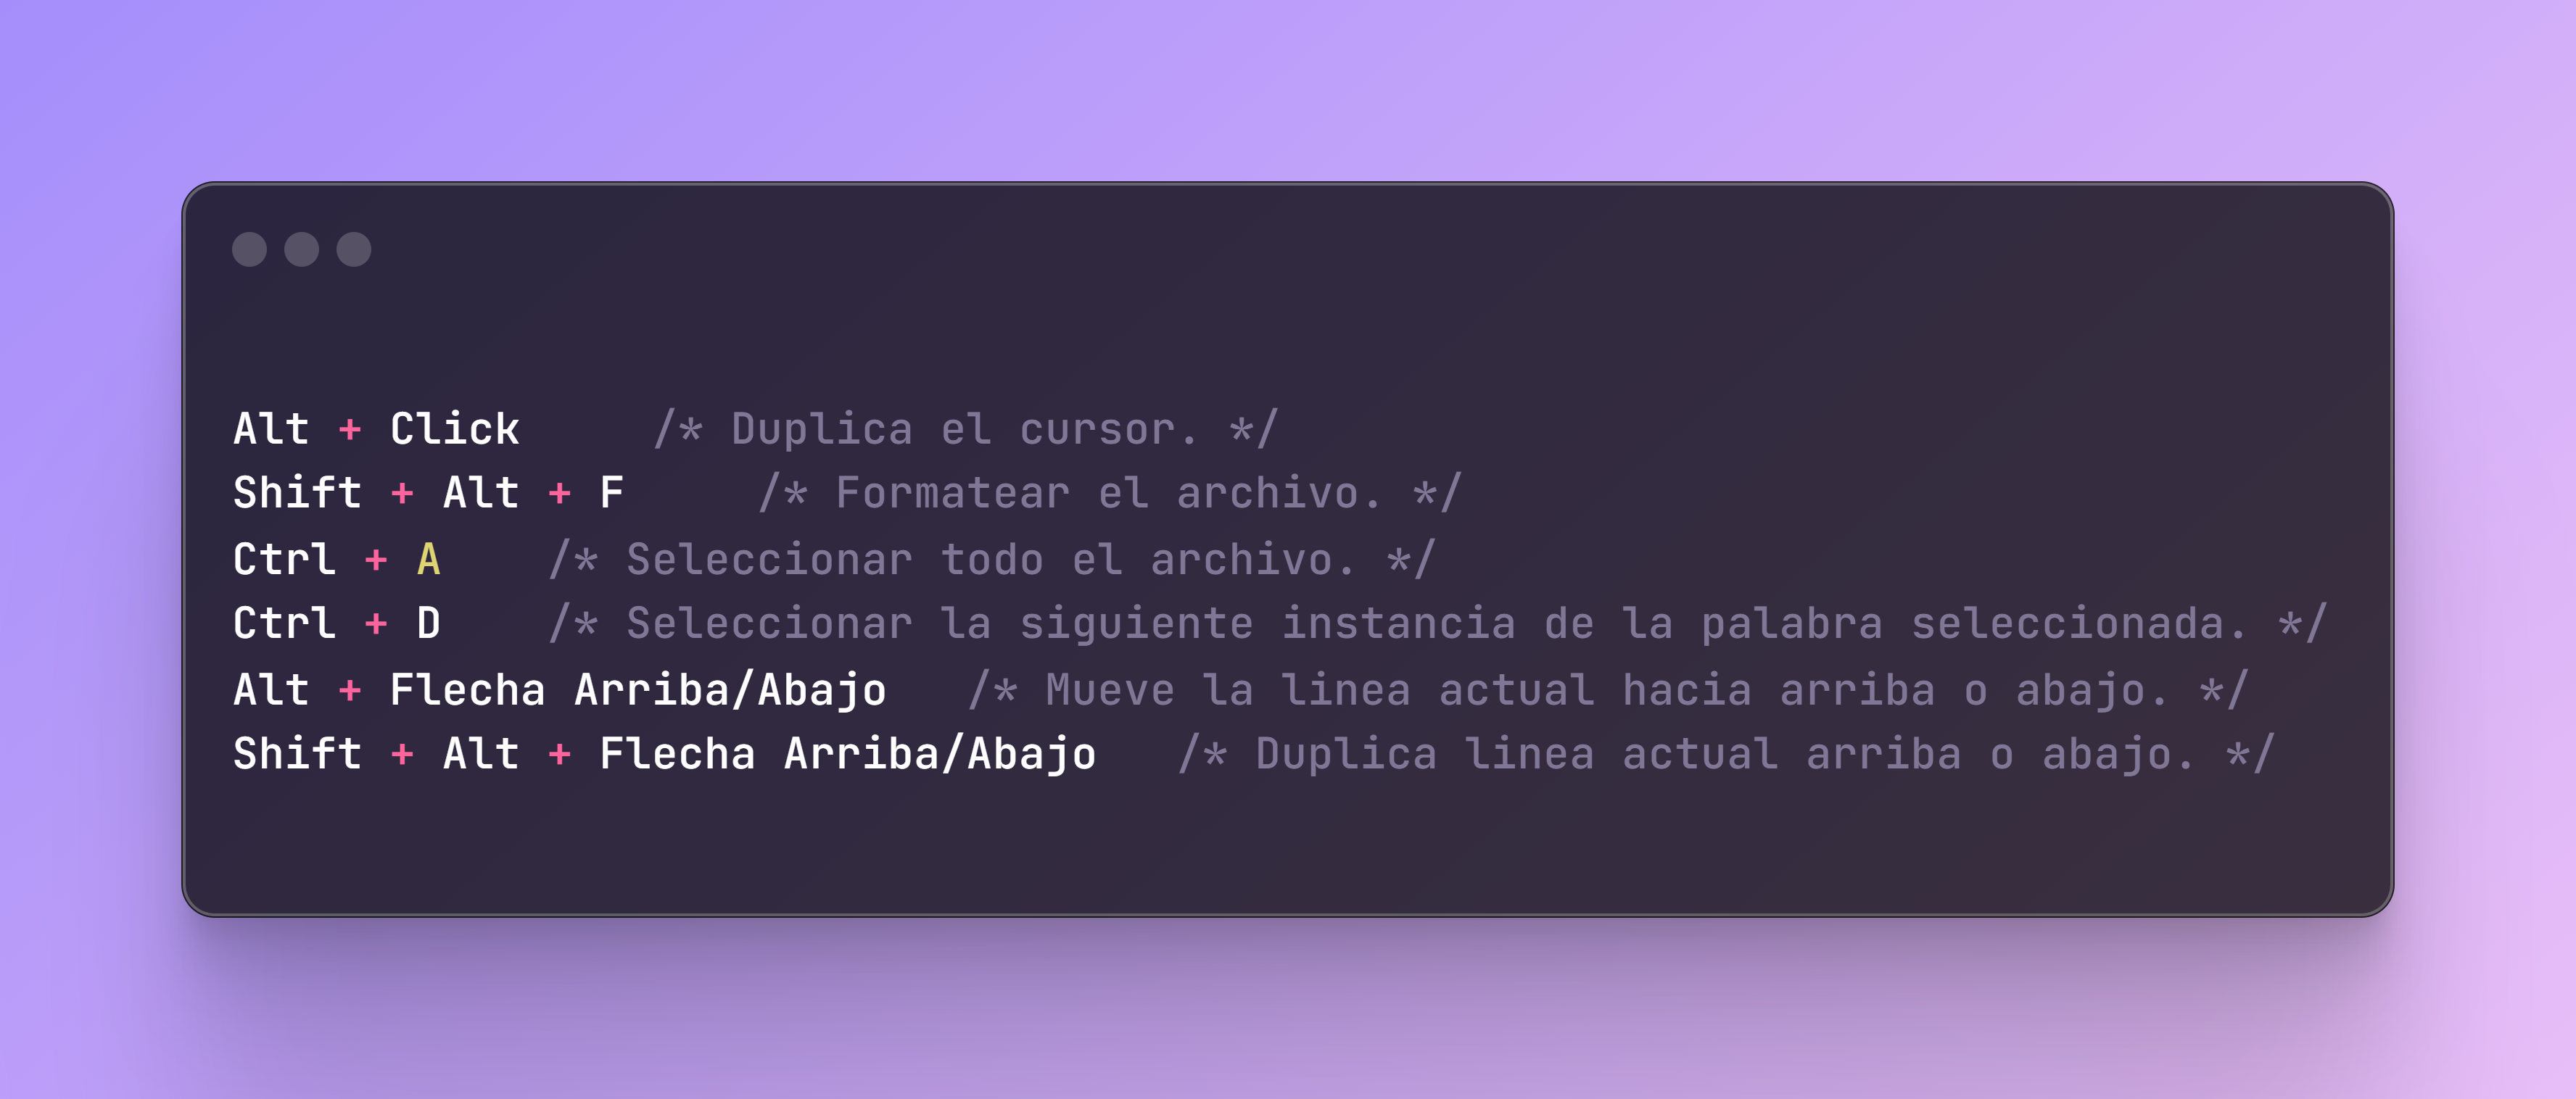 Alt + Click     /* Duplica el cursor. */
Shift + Alt + F     /* Formatear el archivo. */
Ctrl + A    /* Seleccionar todo el archivo. */
Ctrl + D    /* Seleccionar la siguiente instancia de la palabra seleccionada. */
Alt + Flecha Arriba/Abajo   /* Mueve la linea actual hacia arriba o abajo. */
Shift + Alt + Flecha Arriba/Abajo   /* Duplica linea actual arriba o abajo. */